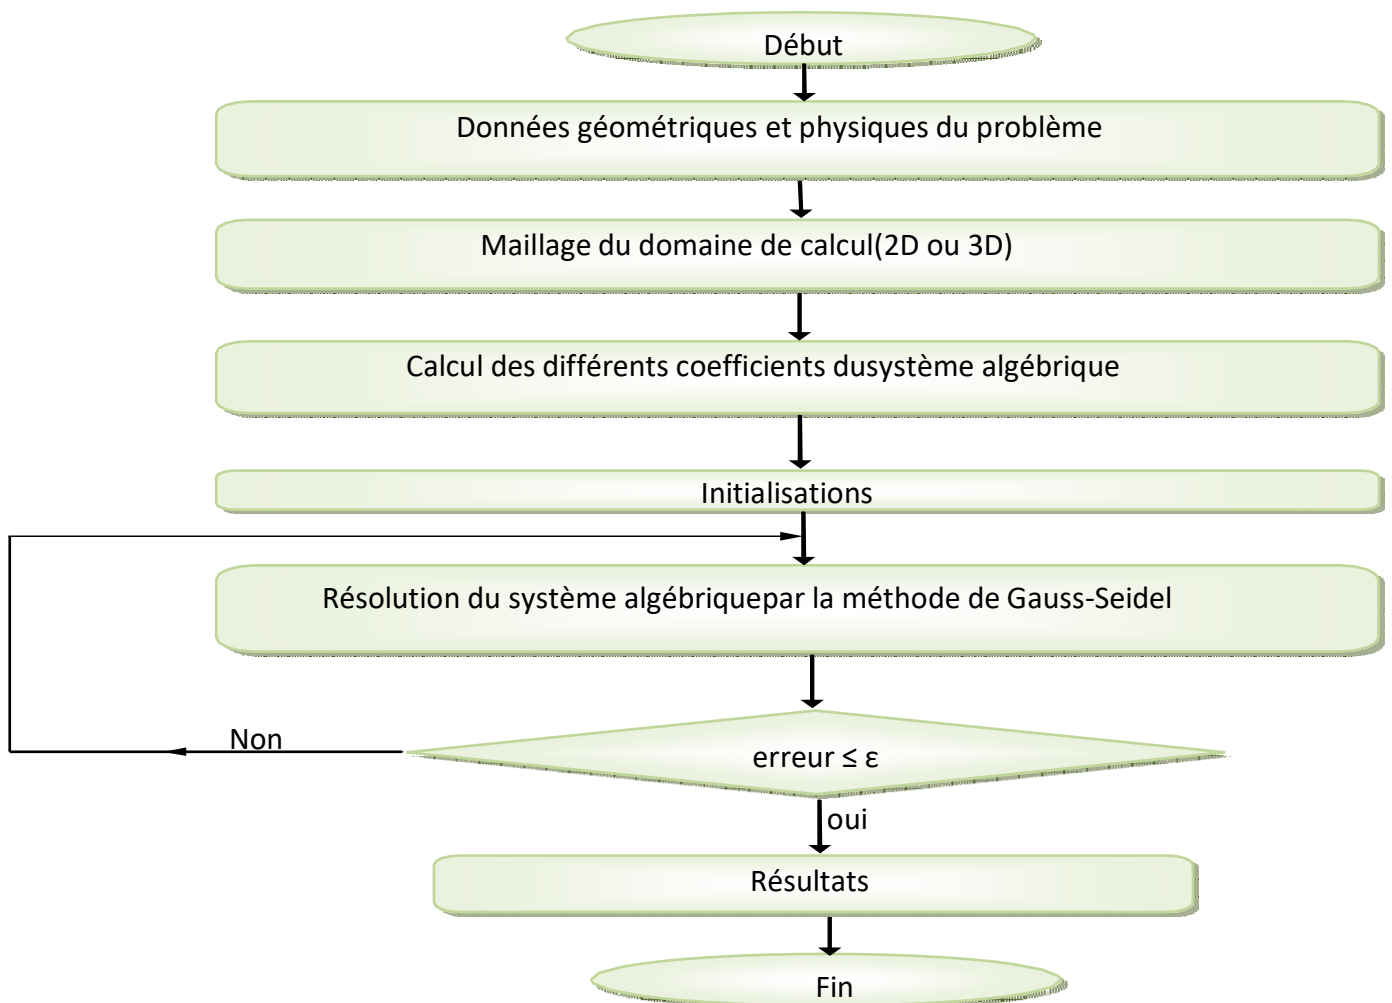 Début
Données géométriques et physiques du problème
Maillage du domaine de calcul(2D ou 3D)
Calcul des différents coefficients dusystème algébrique
Initialisations
Résolution du système algébriquepar la méthode de Gauss-Seidel
Non
erreur ≤ ε
oui
Résultats
Fin